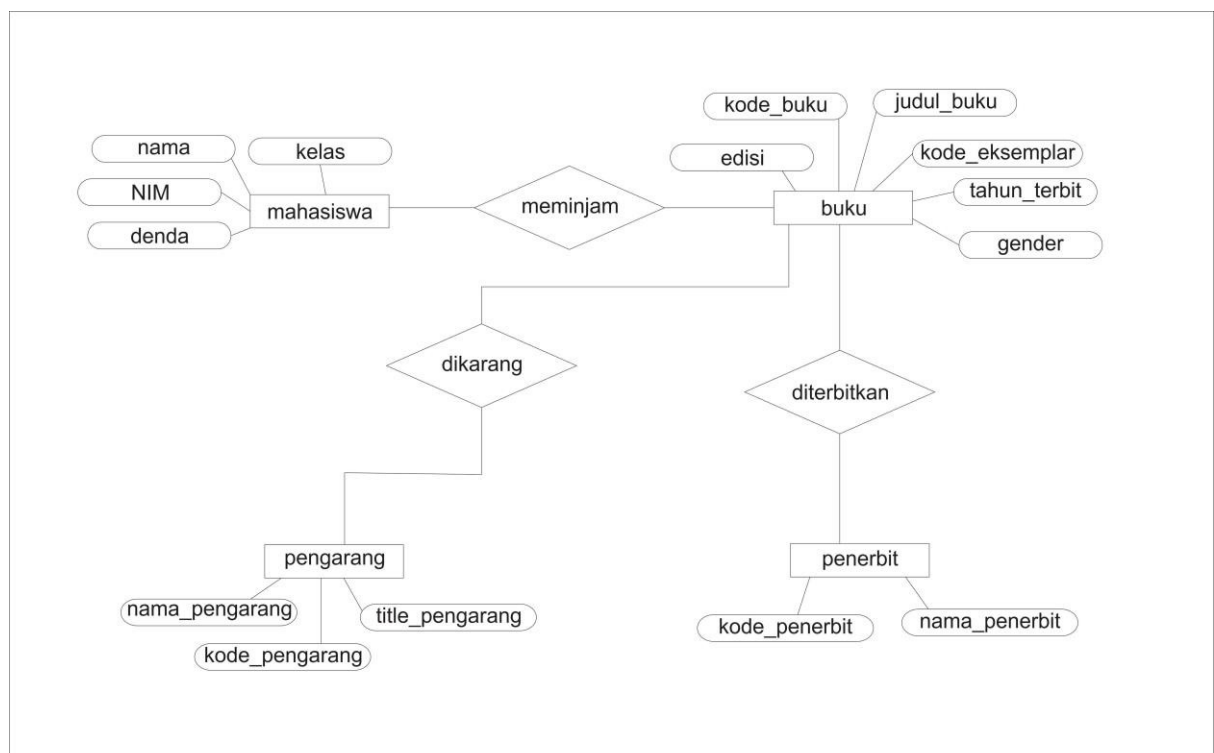 kode_buku
judul_buku
nama
kelas
edisi
kode_eksemplar
NIM
tahun_terbit
mahasiswa
meminjam
buku
denda
gender
dikarang
diterbitkan
pengarang
penerbit
nama_pengarang
title_pengarang
kode_pengarang
kode_penerbit
nama_penerbit